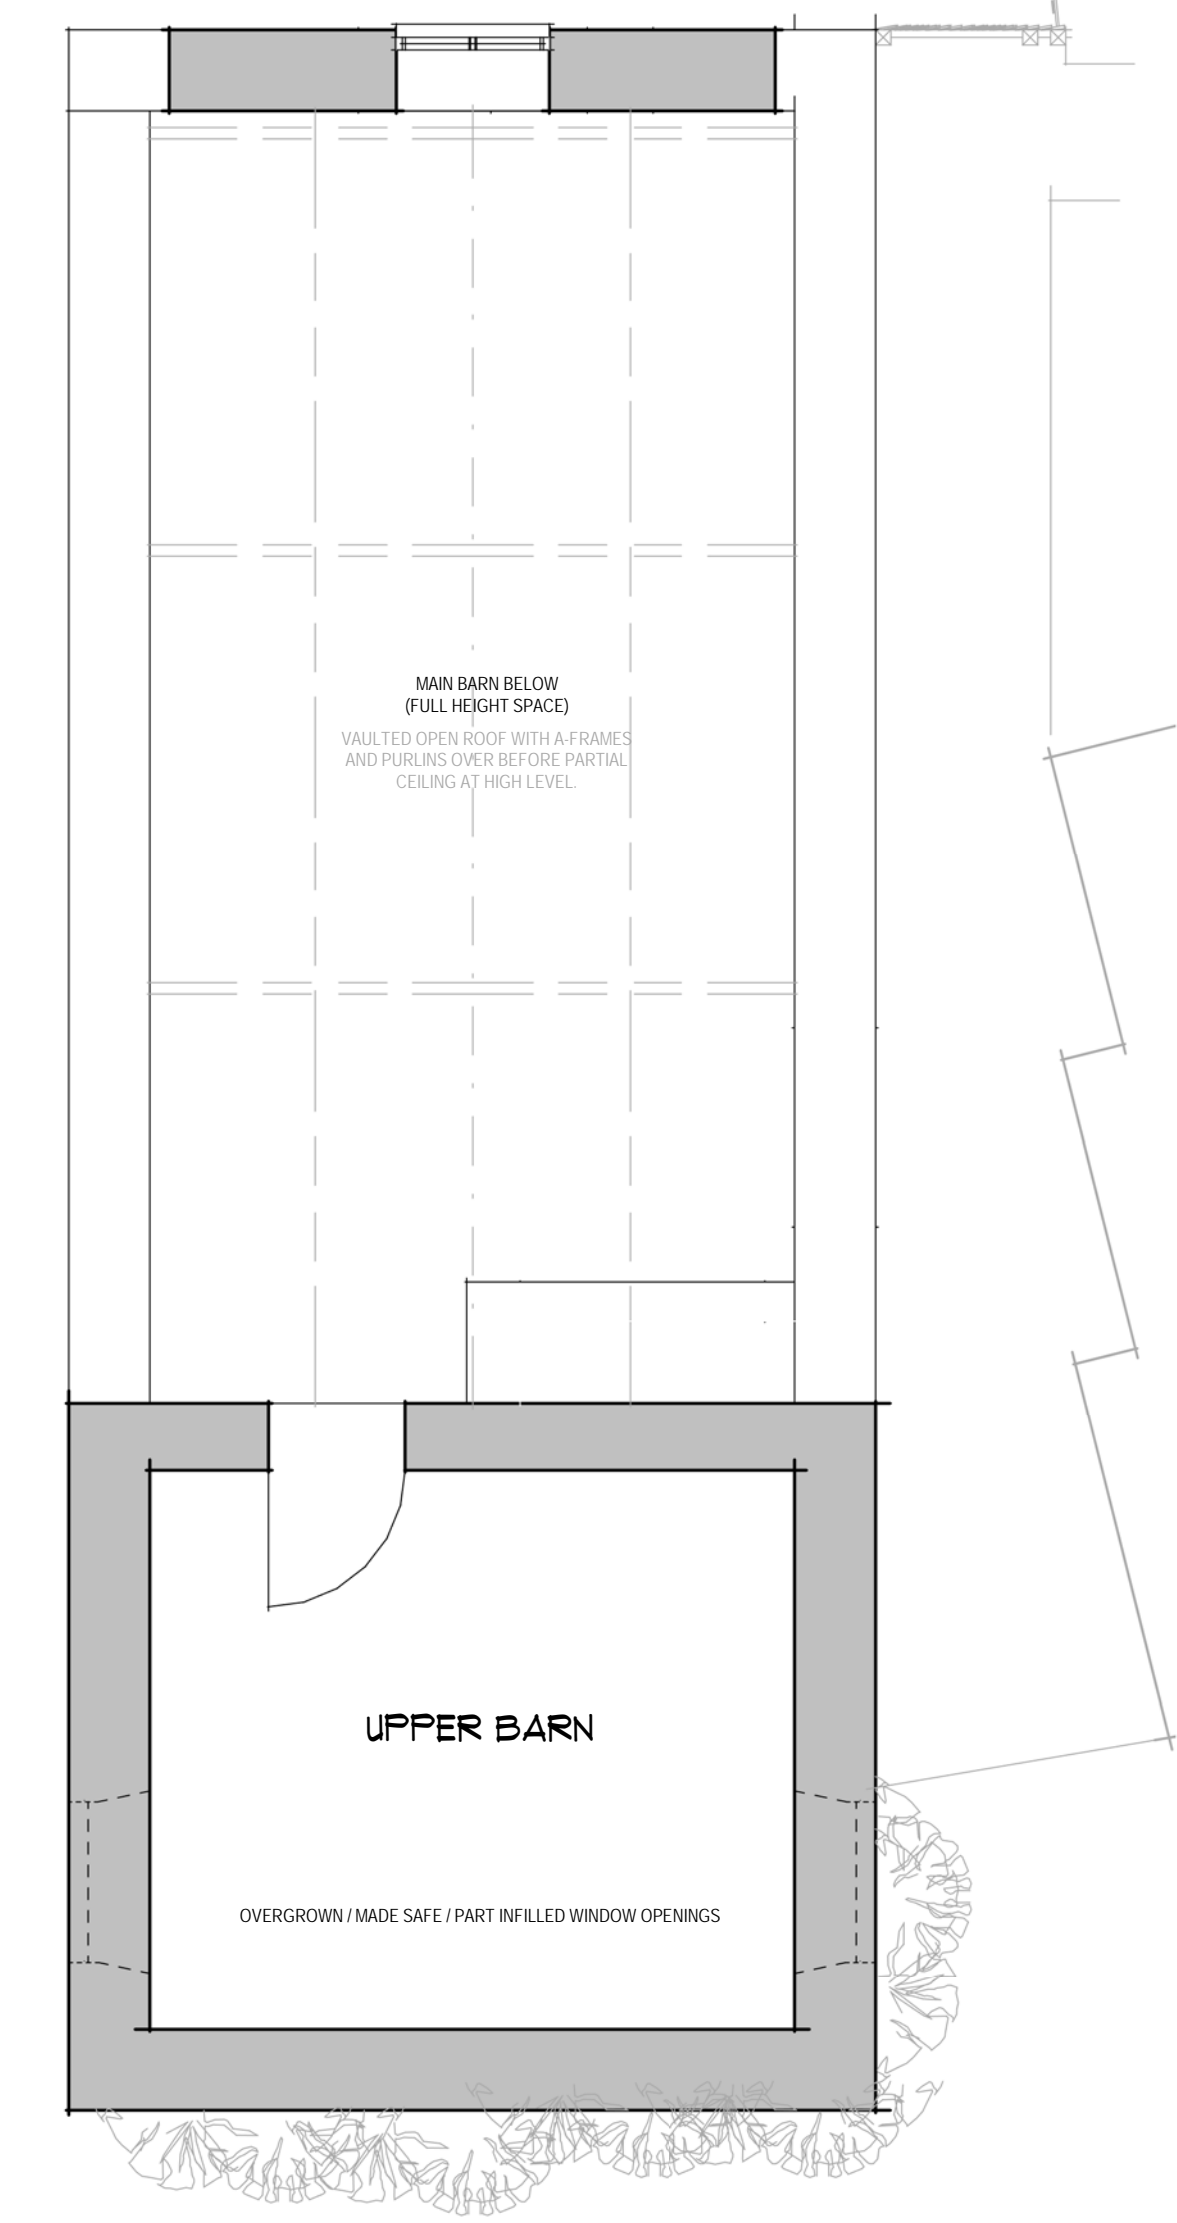 MAIN BARN BELOW
(FULL HEIGHT SPACE)
VAULTED OPEN ROOF WITH A-FRAMES
AND PURLINS OVER BEFORE PARTIAL
CEILING AT HIGH LEVEL.
UPPER BARN
OVERGROWN / MADE SAFE / PART INFILLED WINDOW OPENINGS